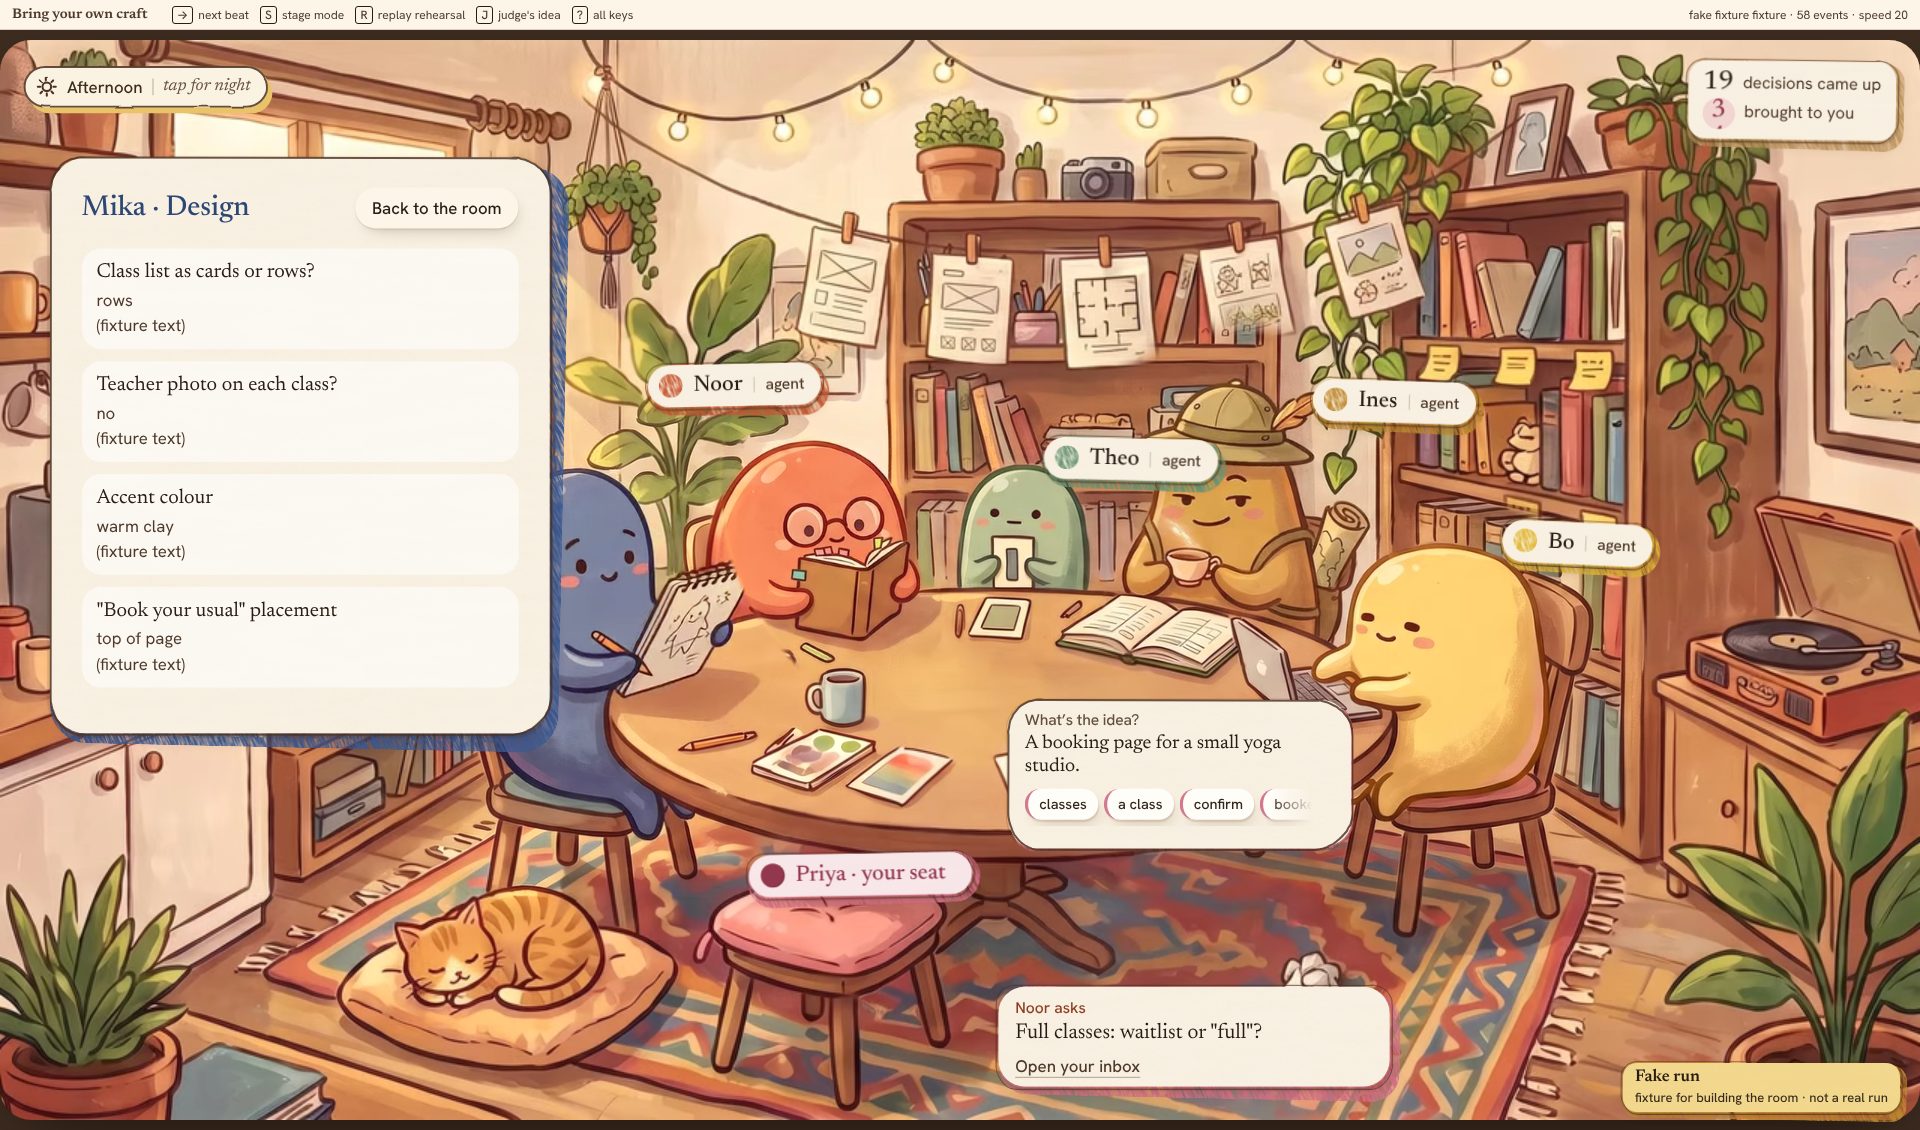 Bring your own craft
→ next beat S stage mode R replay rehearsal J judge's idea ? all keys
fake fixture fixture · 58 events · speed 20
Afternoon tap for night
19 decisions came up
3 brought to you
Mika · Design
Back to the room
Class list as cards or rows?
rows
(fixture text)
Teacher photo on each class?
no
(fixture text)
Accent colour
warm clay
(fixture text)
"Book your usual" placement
top of page
(fixture text)
Noor agent
Theo agent
Ines agent
Bo agent
What's the idea?
A booking page for a small yoga
studio.
classes a class confirm
Priya · your seat
Noor asks
Full classes: waitlist or "full"?
Open your inbox
Fake run
fixture for building the room · not a real run